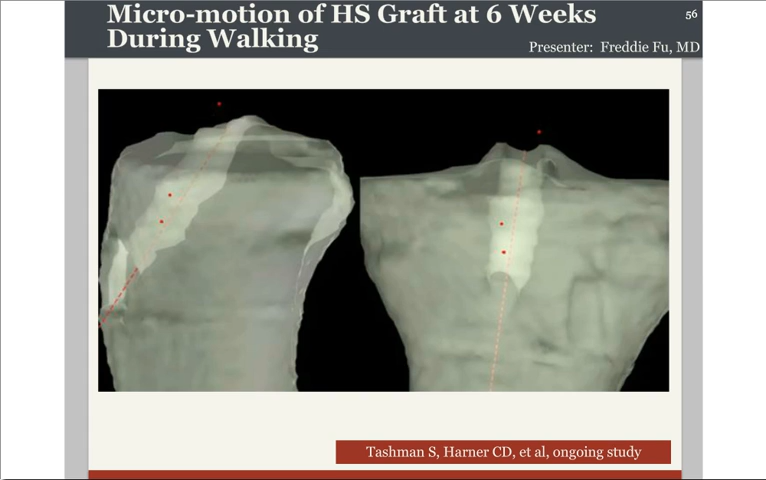 Micro-motion of HS Graft at 6 Weeks
During Walking
56
Presenter: Freddie Fu, MD
Tashman S, Harner CD, et al, ongoing study